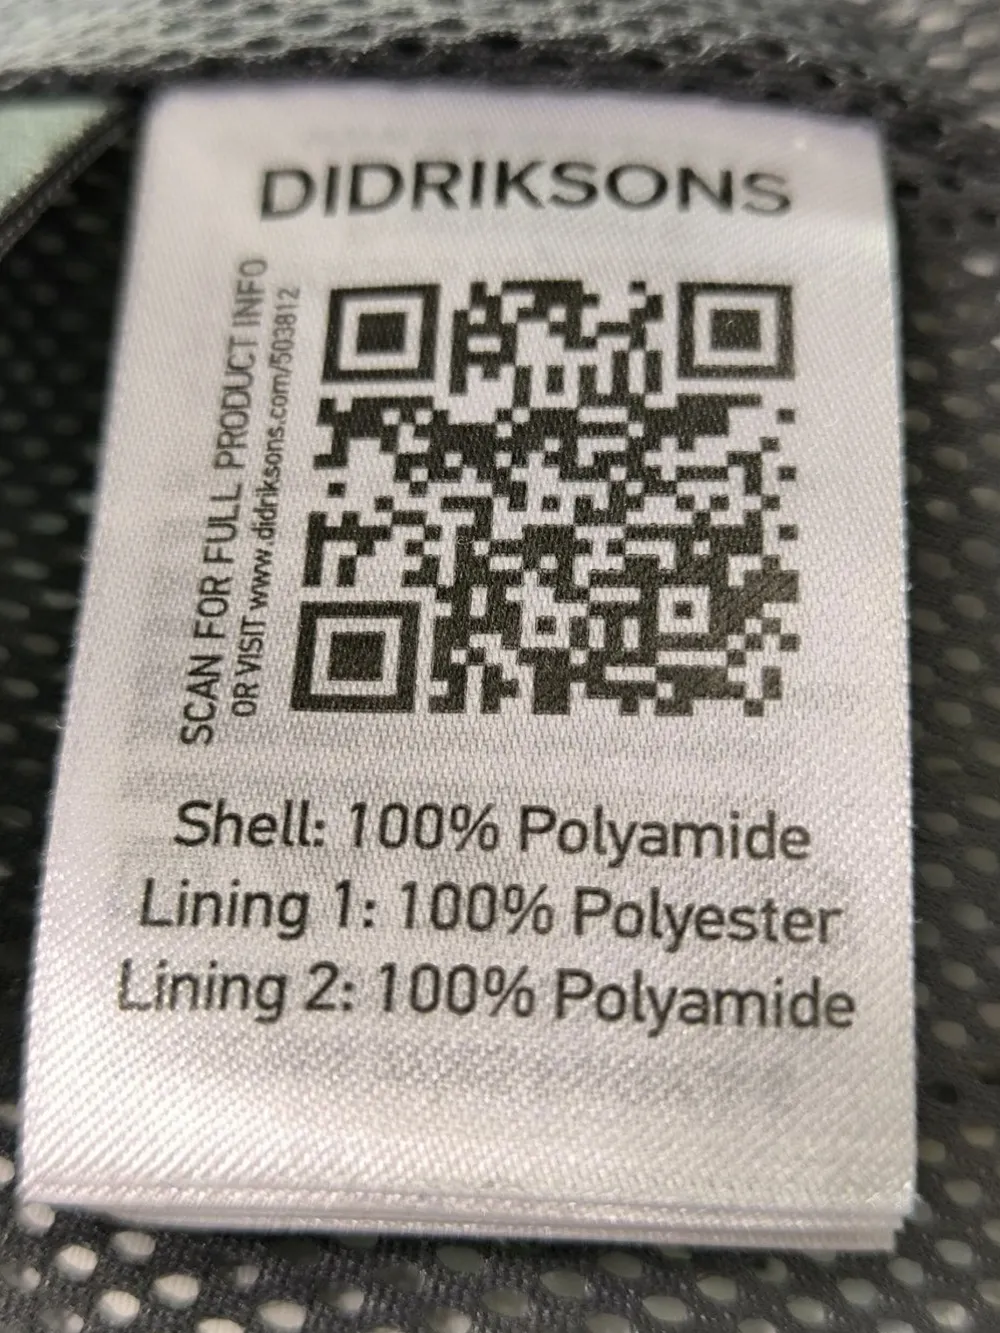 DIDRIKSONS
SCAN FOR FULL PRODUCT INFO
OR VISIT www.didriksons.com/503812
Shell: 100% Polyamide
Lining 1: 100% Polyester
Lining 2: 100% Polyamide